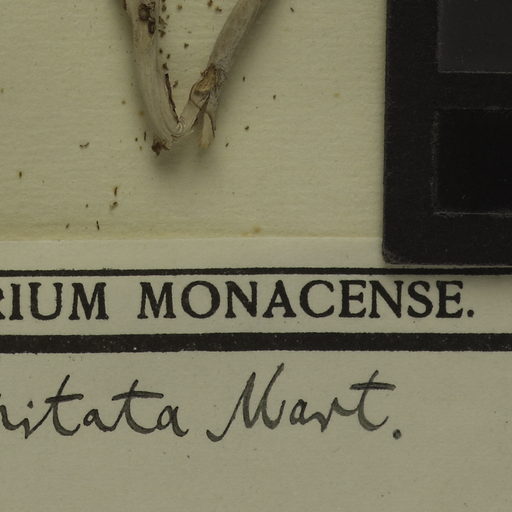 RIUM MONACENSE.
itata Mart.